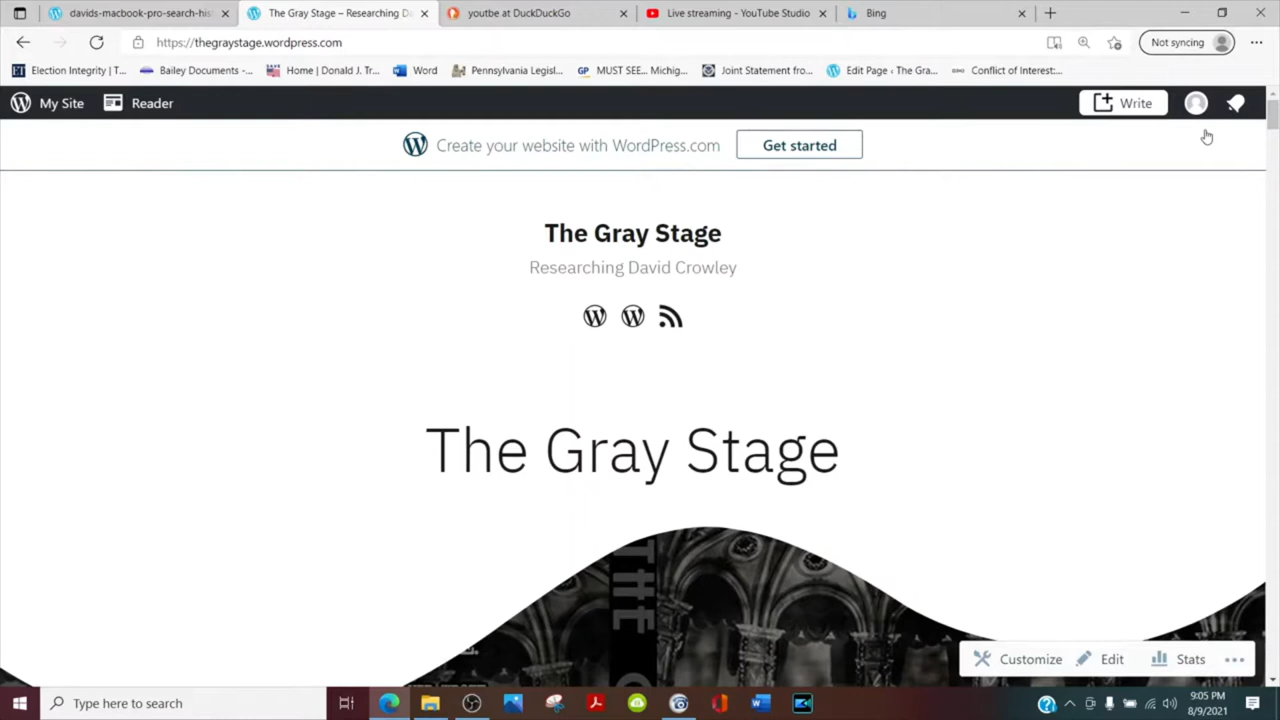 davids-macbook-pro-search-his
The Gray Stage – Researching Da
youtbe at DuckDuckGo
Live streaming - YouTube Studio
Bing
https://thegraystage.wordpress.com
Not syncing
Election Integrity | T...
Bailey Documents -...
Home | Donald J. Tr...
Word
Pennsylvania Legisl...
MUST SEE... Michig...
Joint Statement fro...
Edit Page ‹ The Gra...
Conflict of Interest:...
My Site
Reader
Write
Create your website with WordPress.com
Get started
The Gray Stage
Researching David Crowley
The Gray Stage
THE
Customize
Edit
Stats
Type here to search
9:05 PM
8/9/2021